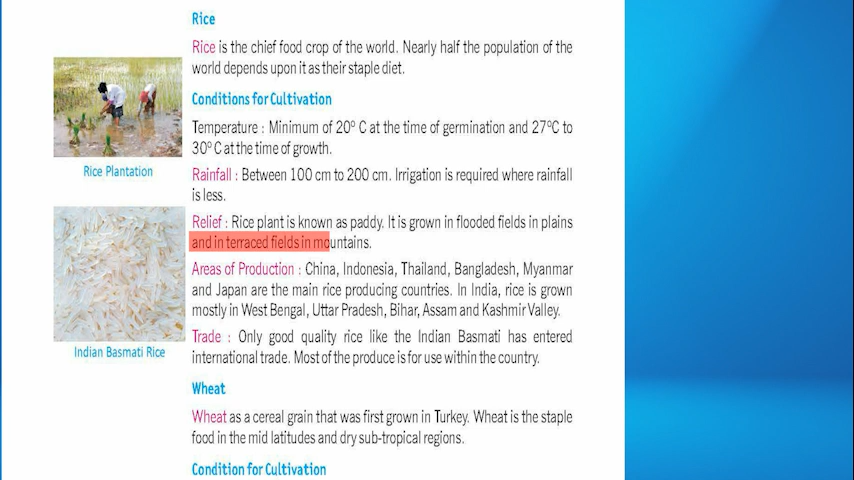 Rice
Rice is the chief food crop of the world. Nearly half the population of the
world depends upon it as their staple diet.
Conditions for Cultivation
Temperature : Minimum of 20⁰ C at the time of germination and 27⁰C to
30⁰ C at the time of growth.
Rice Plantation
Rainfall : Between 100 cm to 200 cm. Irrigation is required where rainfall
is less.
Relief : Rice plant is known as paddy. It is grown in flooded fields in plains
and in terraced fields in mountains.
Areas of Production : China, Indonesia, Thailand, Bangladesh, Myanmar
and Japan are the main rice producing countries. In India, rice is grown
mostly in West Bengal, Uttar Pradesh, Bihar, Assam and Kashmir Valley.
Trade : Only good quality rice like the Indian Basmati has entered
international trade. Most of the produce is for use within the country.
Indian Basmati Rice
Wheat
Wheat as a cereal grain that was first grown in Turkey. Wheat is the staple
food in the mid latitudes and dry sub-tropical regions.
Condition for Cultivation